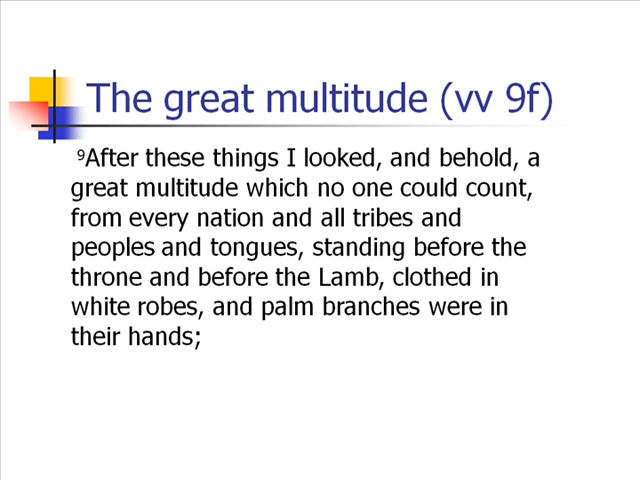 The great multitude (vv 9f)
⁹After these things I looked, and behold, a
great multitude which no one could count,
from every nation and all tribes and
peoples and tongues, standing before the
throne and before the Lamb, clothed in
white robes, and palm branches were in
their hands;